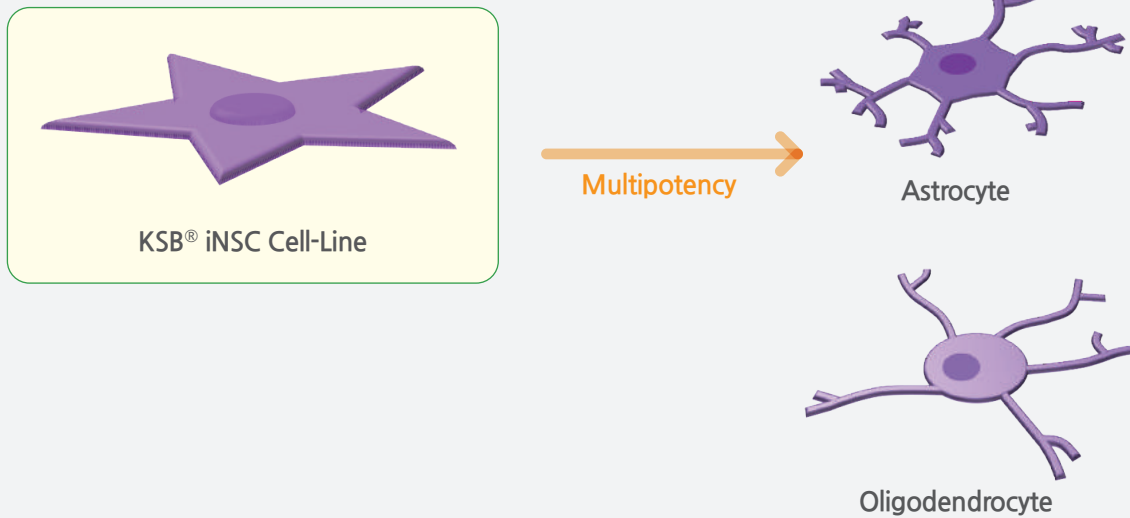 Multipotency
Astrocyte
KSB® iNSC Cell-Line
Oligodendrocyte